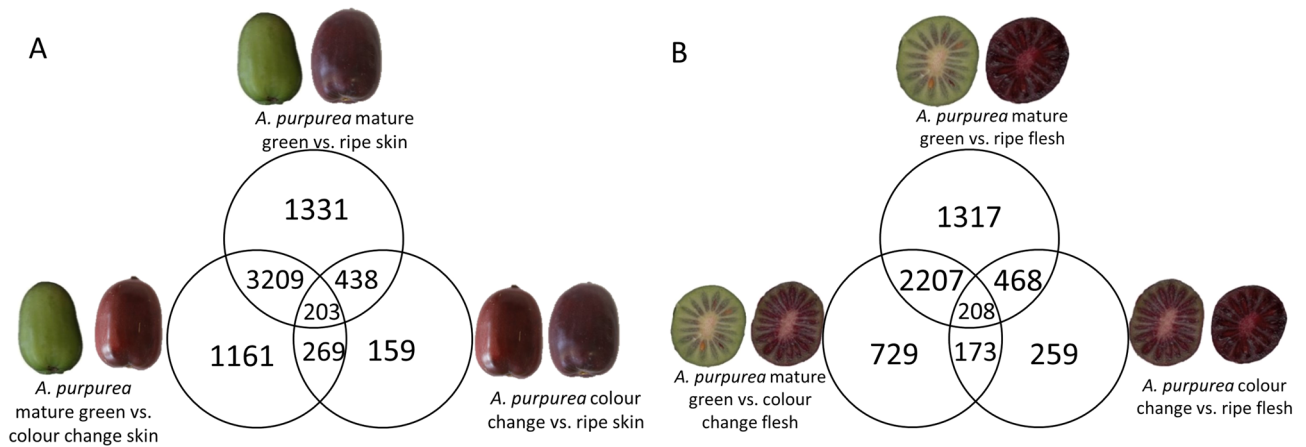 A
A. purpurea mature
green vs. ripe skin
1331
3209
438
203
1161
269
159
A. purpurea
mature green vs.
colour change skin
A. purpurea colour
change vs. ripe skin
B
A. purpurea mature
green vs. ripe flesh
1317
2207
468
208
729
173
259
A. purpurea mature
green vs. colour
change flesh
A. purpurea colour
change vs. ripe flesh